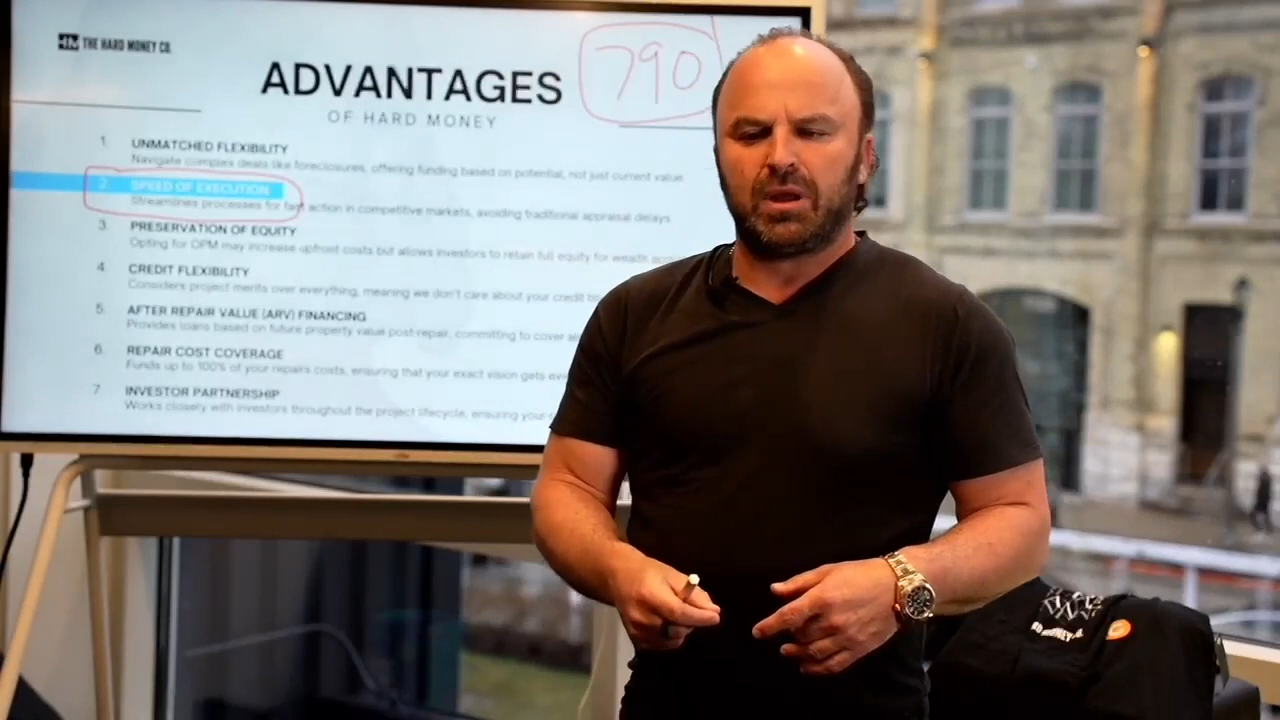 THE HARD MONEY CO.
ADVANTAGES
790
OF HARD MONEY
1. UNMATCHED FLEXIBILITY
Navigate complex deals like foreclosures, offering funding based on potential, not just current value.
2. SPEED OF EXECUTION
Streamlines processes for fast action in competitive markets, avoiding traditional appraisal delays
3. PRESERVATION OF EQUITY
Opting for OPM may increase upfront costs but allows investors to retain full equity for wealth
4. CREDIT FLEXIBILITY
Considers project merits over everything, meaning we don't care about your credit
5. AFTER REPAIR VALUE (ARV) FINANCING
Provides loans based on future property value post-repair, committing to cover
6. REPAIR COST COVERAGE
Funds up to 100% of your repairs costs, ensuring that your exact vision gets
7. INVESTOR PARTNERSHIP
Works closely with investors throughout the project lifecycle, ensuring your